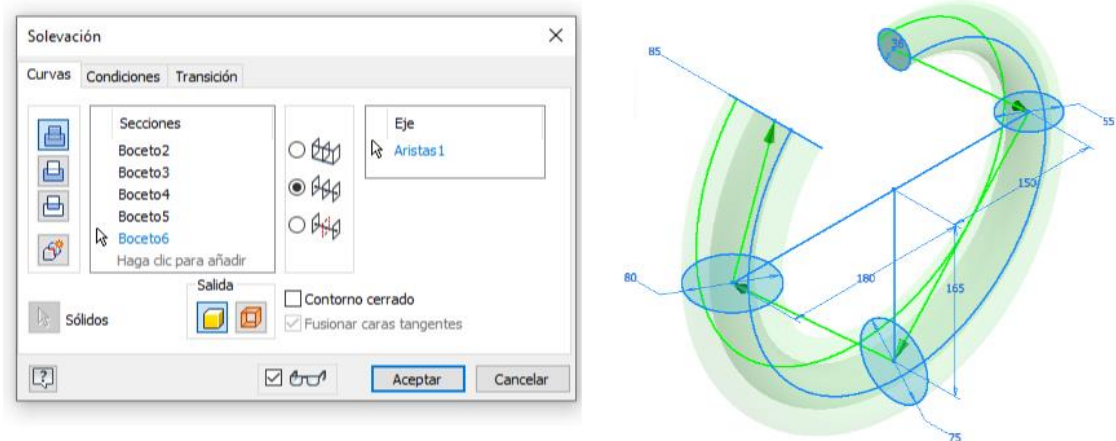 Solevación
Curvas Condiciones Transición
Secciones
Boceto2
Boceto3
Boceto4
Boceto5
Boceto6
Haga clic para añadir
Eje
Aristas1
Sólidos
Salida
Contorno cerrado
Fusionar caras tangentes
Aceptar Cancelar
36
85
55
150
80
180
165
75